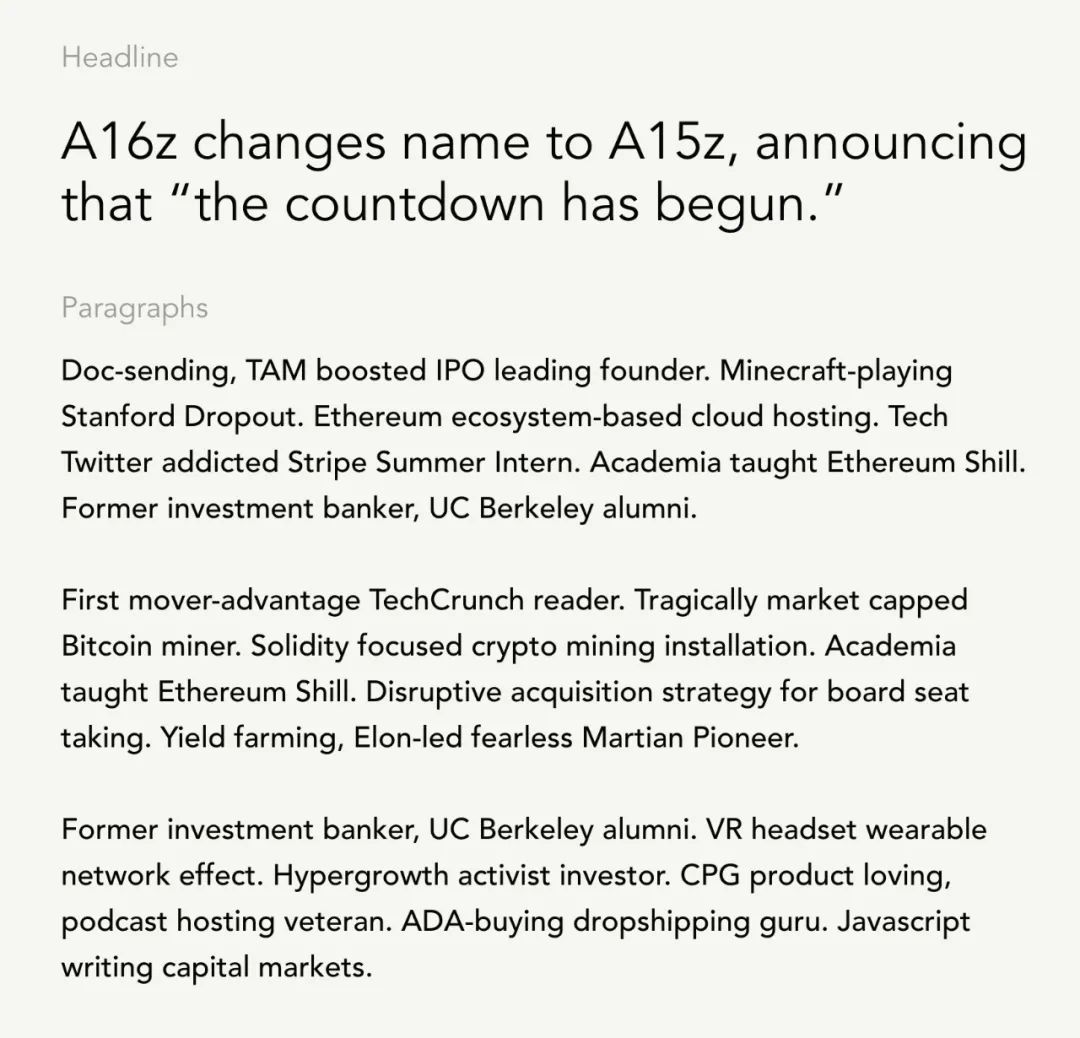 Headline
A16z changes name to A15z, announcing
that “the countdown has begun.”
Paragraphs
Doc-sending, TAM boosted IPO leading founder. Minecraft-playing
Stanford Dropout. Ethereum ecosystem-based cloud hosting. Tech
Twitter addicted Stripe Summer Intern. Academia taught Ethereum Shill.
Former investment banker, UC Berkeley alumni.
First mover-advantage TechCrunch reader. Tragically market capped
Bitcoin miner. Solidity focused crypto mining installation. Academia
taught Ethereum Shill. Disruptive acquisition strategy for board seat
taking. Yield farming, Elon-led fearless Martian Pioneer.
Former investment banker, UC Berkeley alumni. VR headset wearable
network effect. Hypergrowth activist investor. CPG product loving,
podcast hosting veteran. ADA-buying dropshipping guru. Javascript
writing capital markets.